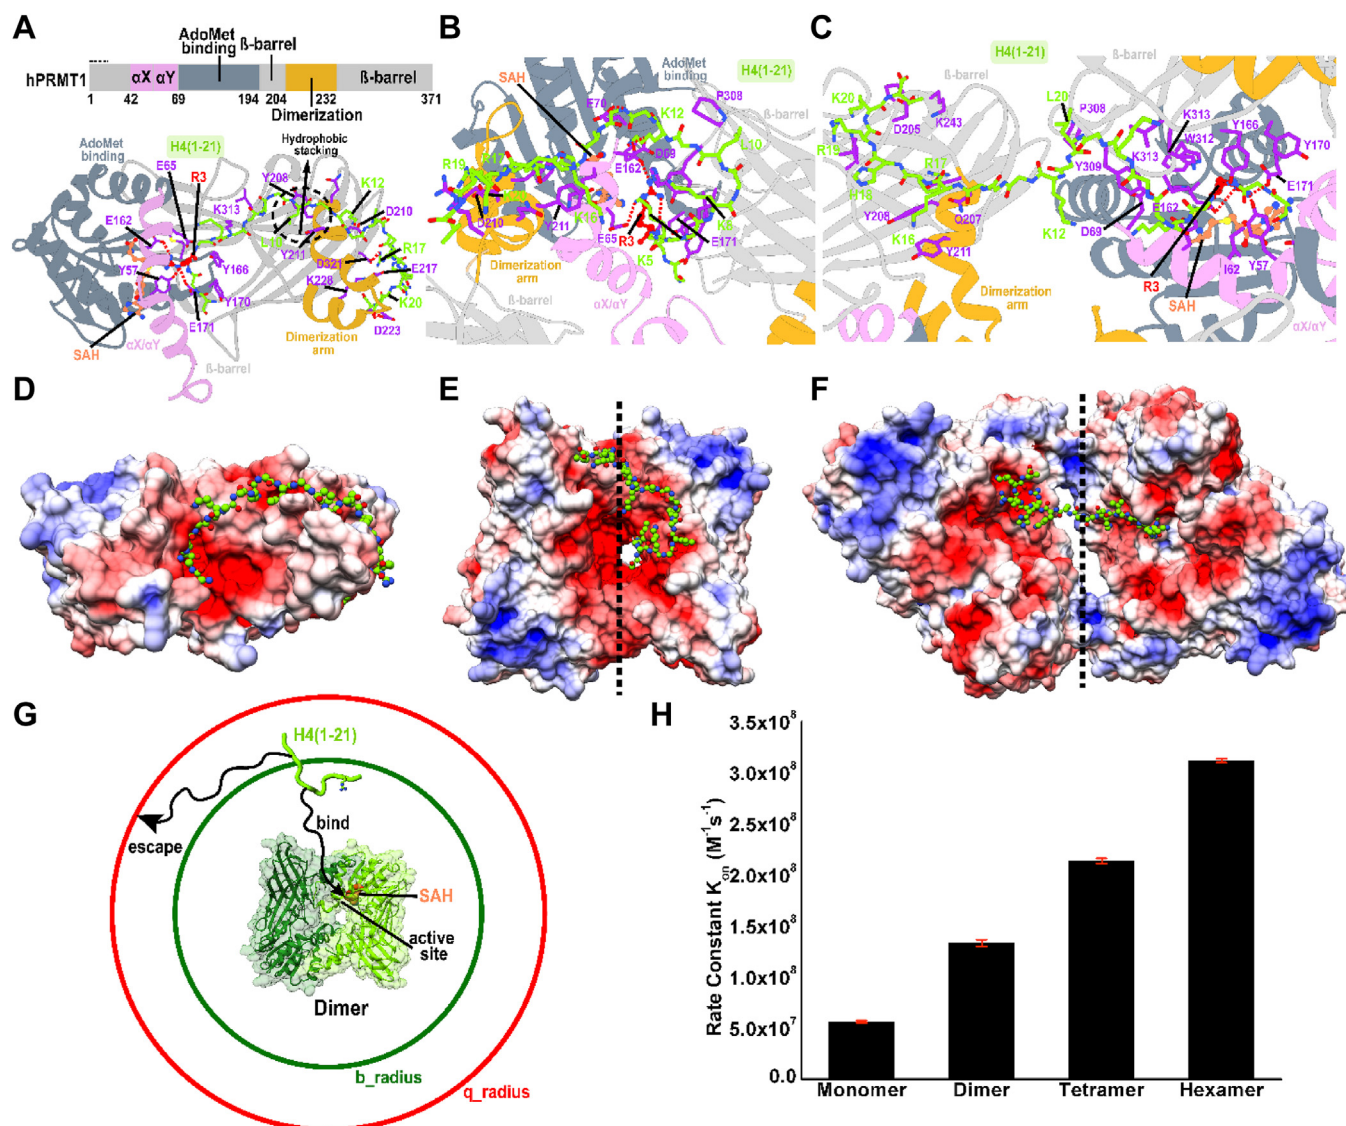 A
AdoMet
binding ß-barrel
hPRMT1
αX αY
ß-barrel
1 42 69 194 204 232 371
Dimerization
AdoMet
binding
H4(1-21)
Hydrophobic
stacking
E65
R3
Y208
K12
K313
D210
E162
L10
Y211
R17
Y57
Y166
D321
E217
K228
Y170
K20
E171
D223
SAH
αX/αY
Dimerization
arm
ß-barrel
B
AdoMet
binding
H4(1-21)
SAH
ß-barrel
E70
P308
K12
R19
R17
L10
E162
D69
D210
K16
K8
Y211
E65
R3
E171
K5
Dimerization
arm
ß-barrel
αX/αY
C
H4(1-21)
ß-barrel
K20
L20
D205
K243
P308
K313
Y166
W312
Y170
R19
R17
K313
Y309
H18
E171
Y208
Q207
E162
K16
K12
D69
Y211
I62
Y57
R3
Dimerization
arm
SAH
αX/αY
D
E
F
G
H4(1-21)
bind
escape
SAH
active
site
Dimer
b_radius
q_radius
H
Rate Constant Kon (M⁻¹s⁻¹)
3.5x10⁸
3.0x10⁸
2.5x10⁸
2.0x10⁸
1.5x10⁸
1.0x10⁸
5.0x10⁷
0.0
Monomer Dimer Tetramer Hexamer